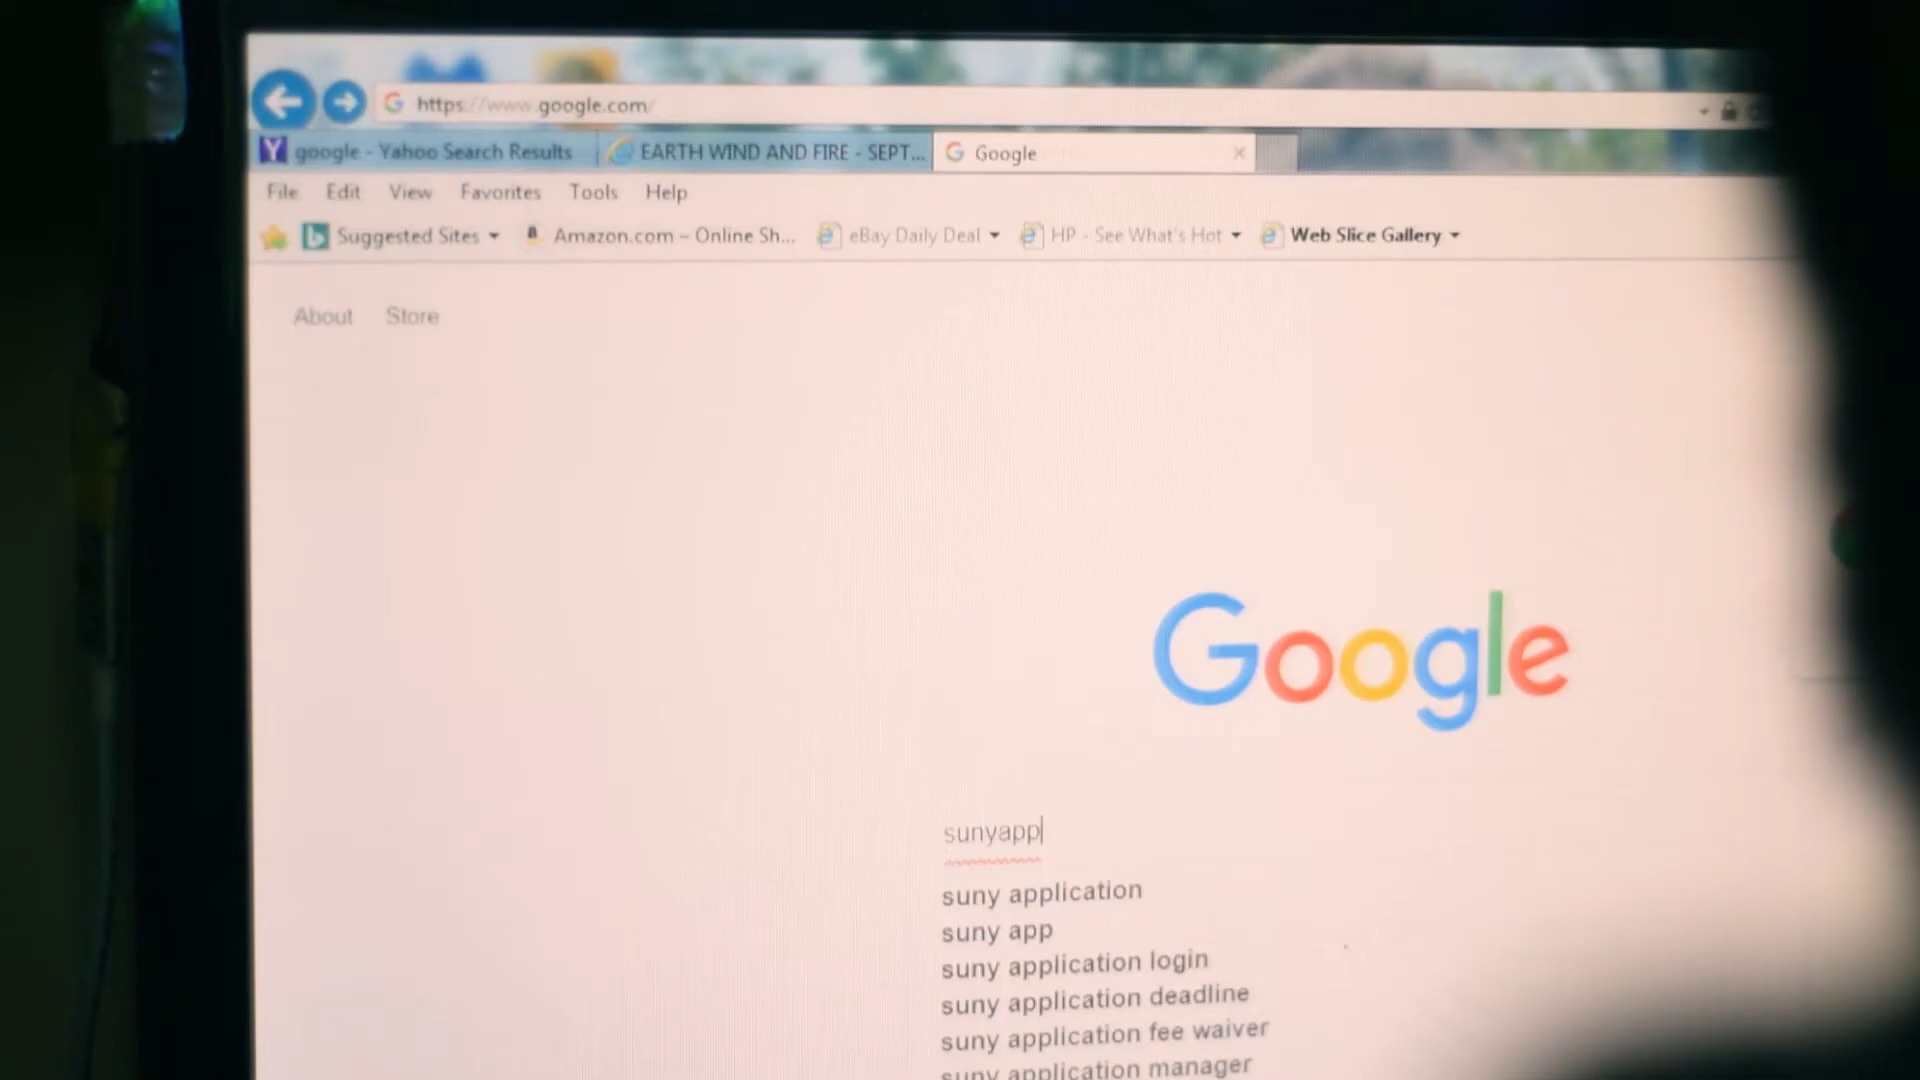 https://www.google.com/
google - Yahoo Search Results
EARTH WIND AND FIRE - SEPT...
Google
File Edit View Favorites Tools Help
Suggested Sites
Amazon.com – Online Sh...
eBay Daily Deal
HP - See What's Hot
Web Slice Gallery
About Store
Google
sunyapp
suny application
suny app
suny application login
suny application deadline
suny application fee waiver
suny application manager